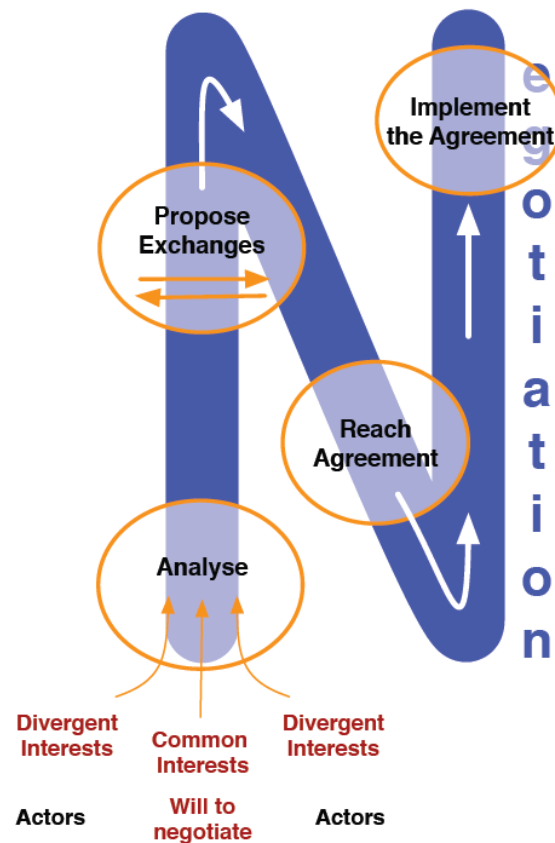 Implement
the Agreement
Propose
Exchanges
Reach
Agreement
Analyse
egotiation
Divergent
Interests
Common
Interests
Divergent
Interests
Actors
Will to
negotiate
Actors